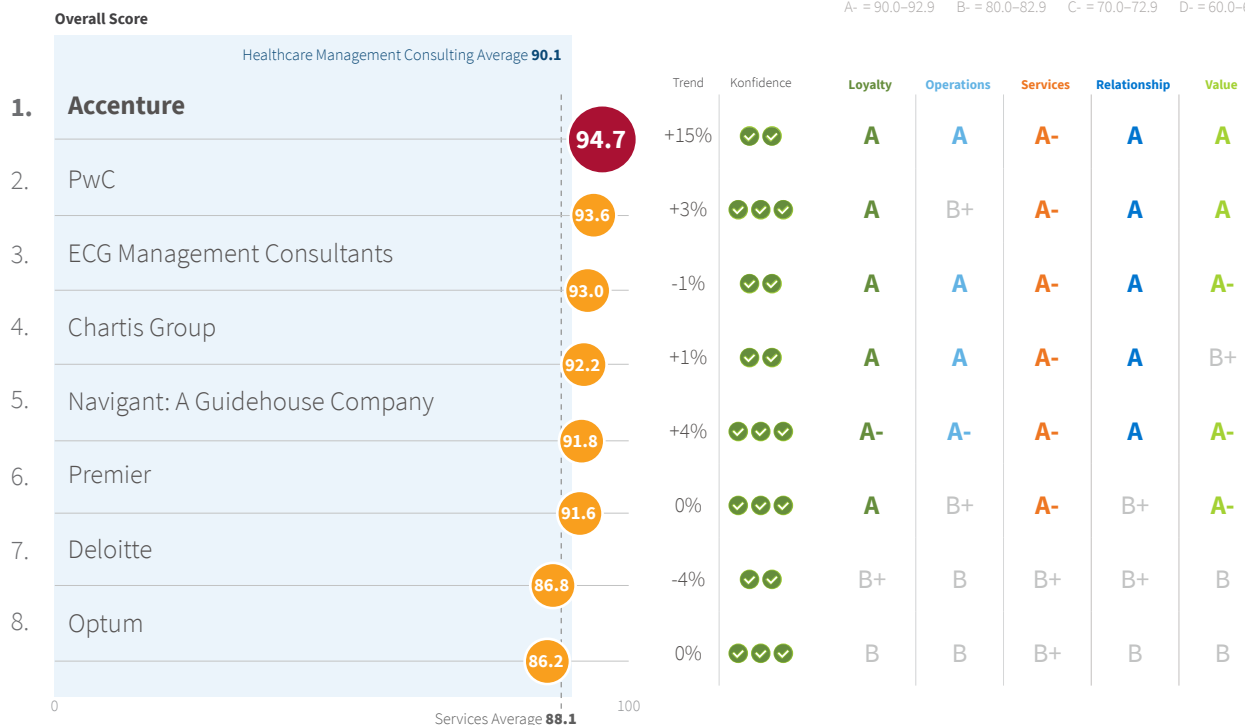 A- = 90.0–92.9 B- = 80.0–82.9 C- = 70.0–72.9 D- = 60.0–
Overall Score
Healthcare Management Consulting Average 90.1
Trend Konfidence Loyalty Operations Services Relationship Value
1. Accenture 94.7 +15% A A A- A A
2. PwC 93.6 +3% A B+ A- A A
3. ECG Management Consultants 93.0 -1% A A A- A A-
4. Chartis Group 92.2 +1% A A A- A B+
5. Navigant: A Guidehouse Company 91.8 +4% A- A- A- A A-
6. Premier 91.6 0% A B+ A- B+ A-
7. Deloitte 86.8 -4% B+ B B+ B+ B
8. Optum 86.2 0% B B B+ B B
0 100
Services Average 88.1